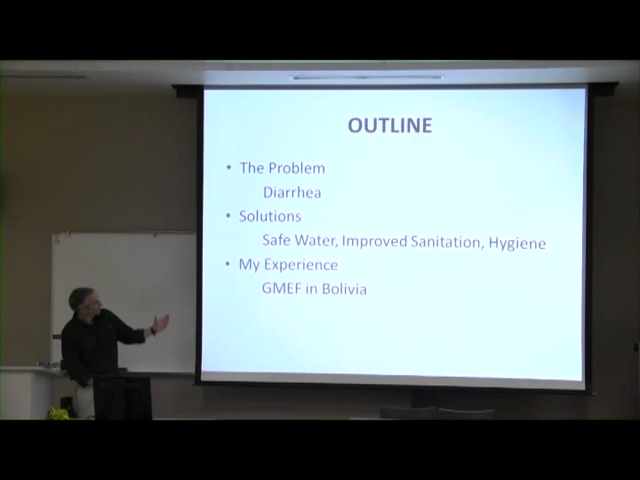 OUTLINE
• The Problem
Diarrhea
• Solutions
Safe Water, Improved Sanitation, Hygiene
• My Experience
GMEF in Bolivia